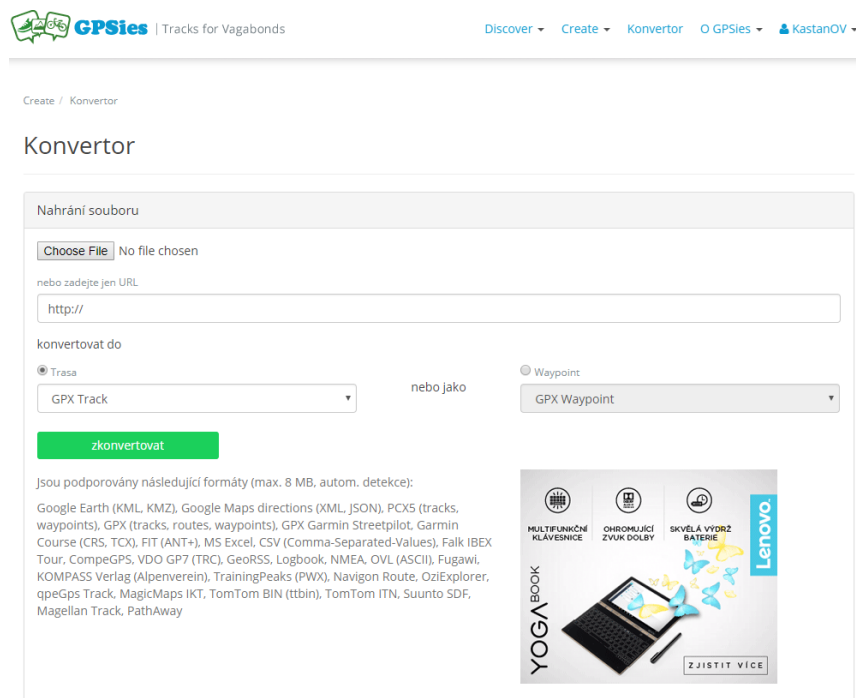 GPSies | Tracks for Vagabonds
Discover Create Konvertor O GPSies KastanOV
Create / Konvertor
Konvertor
Nahrání souboru
Choose File No file chosen
nebo zadejte jen URL
http://
konvertovat do
Trasa
GPX Track
nebo jako
Waypoint
GPX Waypoint
zkonvertovat
Jsou podporovány následující formáty (max. 8 MB, autom. detekce):
Google Earth (KML, KMZ), Google Maps directions (XML, JSON), PCX5 (tracks,
waypoints), GPX (tracks, routes, waypoints), GPX Garmin Streetpilot, Garmin
Course (CRS, TCX), FIT (ANT+), MS Excel, CSV (Comma-Separated-Values), Falk IBEX
Tour, CompeGPS, VDO GP7 (TRC), GeoRSS, Logbook, NMEA, OVL (ASCII), Fugawi,
KOMPASS Verlag (Alpenverein), TrainingPeaks (PWX), Navigon Route, OziExplorer,
qpeGps Track, MagicMaps IKT, TomTom BIN (ttbin), TomTom ITN, Suunto SDF,
Magellan Track, PathAway
MULTIFUNKČNÍ
KLÁVESNICE
OHROMUJÍCÍ
ZVUK DOLBY
SKVĚLÁ VÝDRŽ
BATERIE
Lenovo.
YOGA BOOK
ZJISTIT VÍCE